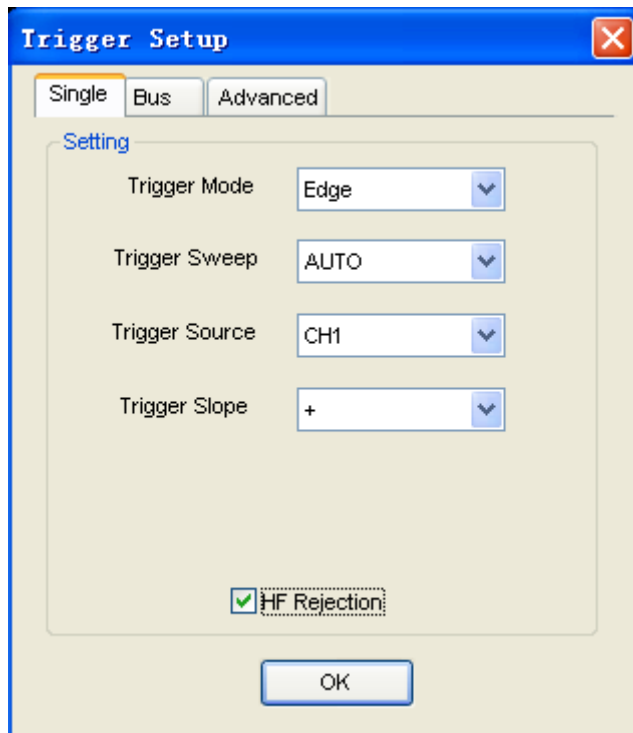 Trigger Setup
Single Bus Advanced
Setting
Trigger Mode Edge
Trigger Sweep AUTO
Trigger Source CH1
Trigger Slope +
HF Rejection
OK